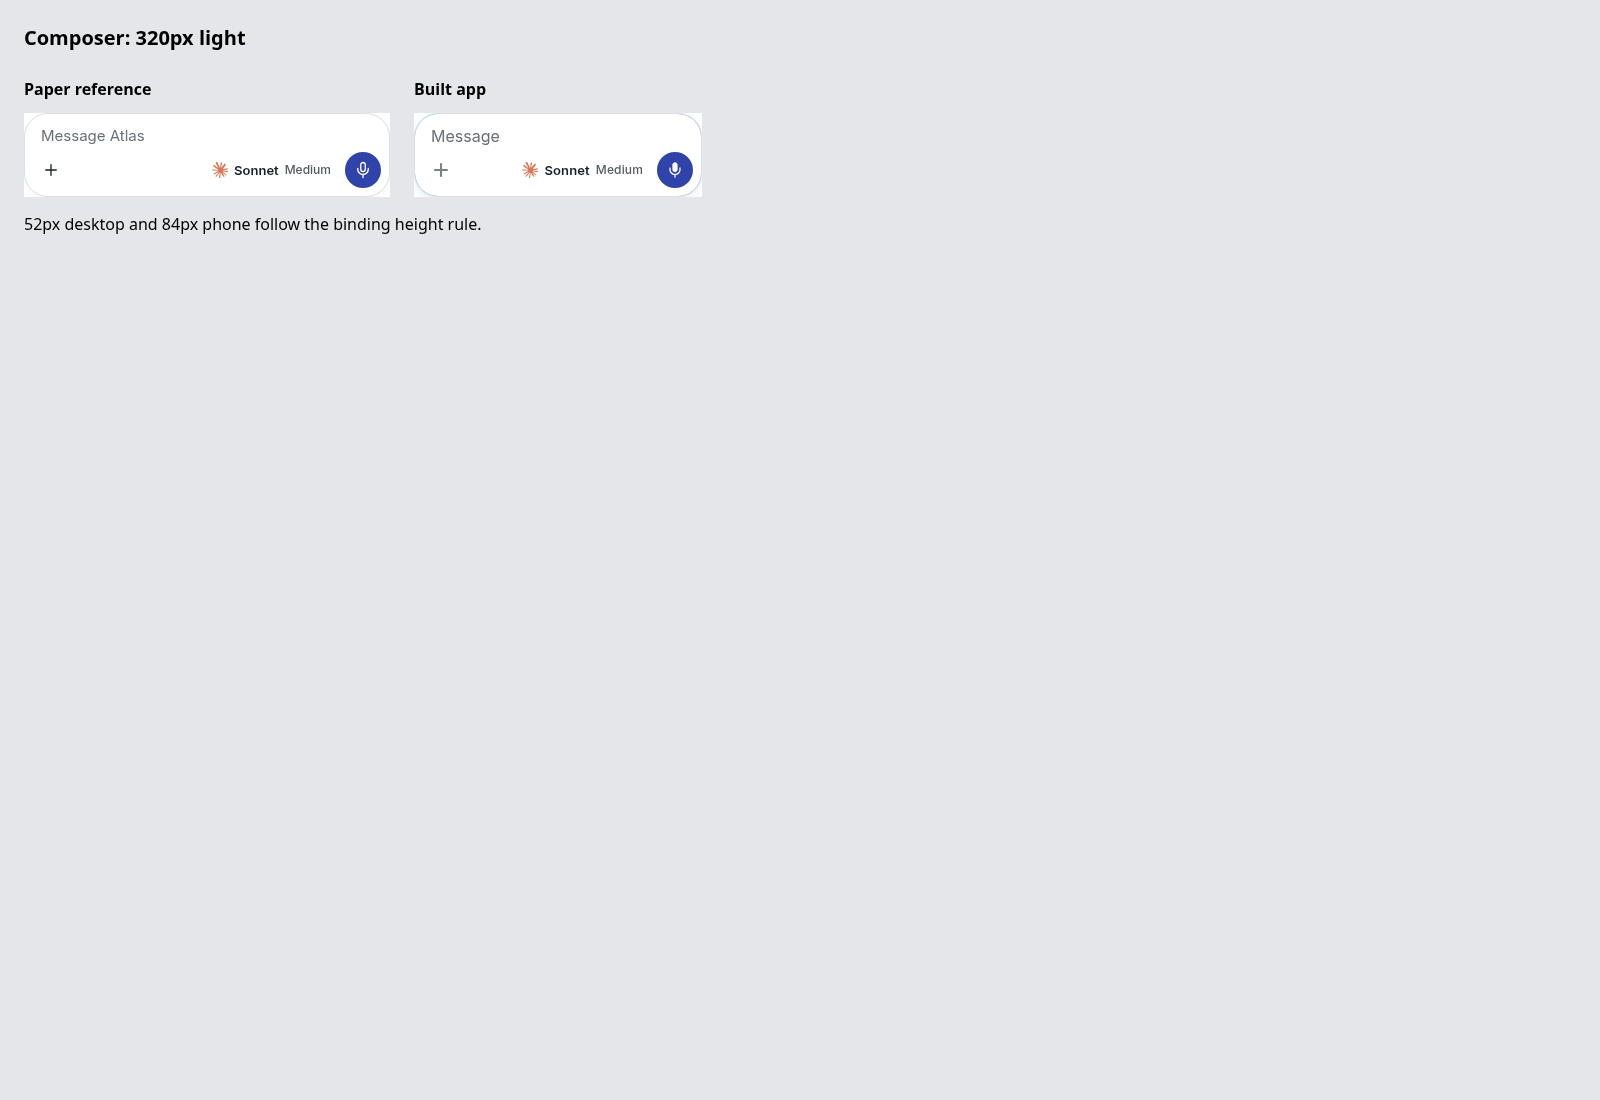 Composer: 320px light
Paper reference
Message Atlas
Sonnet Medium
Built app
Message
Sonnet Medium
52px desktop and 84px phone follow the binding height rule.